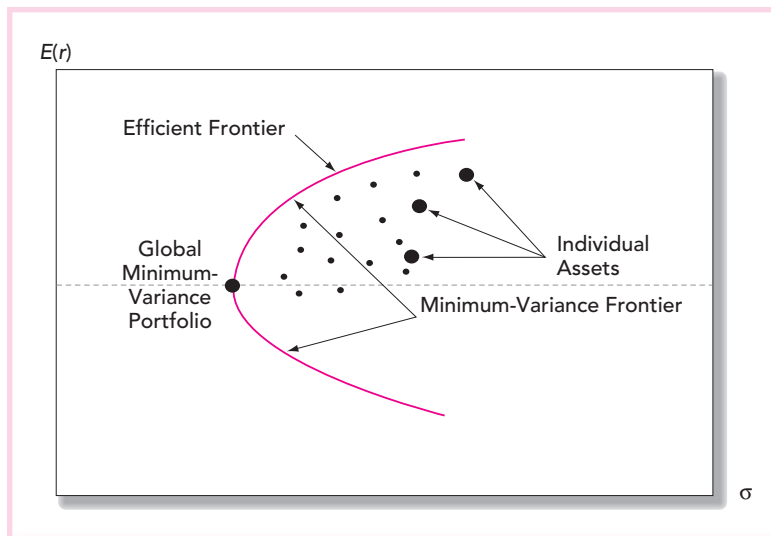 E(r)
Efficient Frontier
Global
Minimum-
Variance
Portfolio
Individual
Assets
Minimum-Variance Frontier
σ